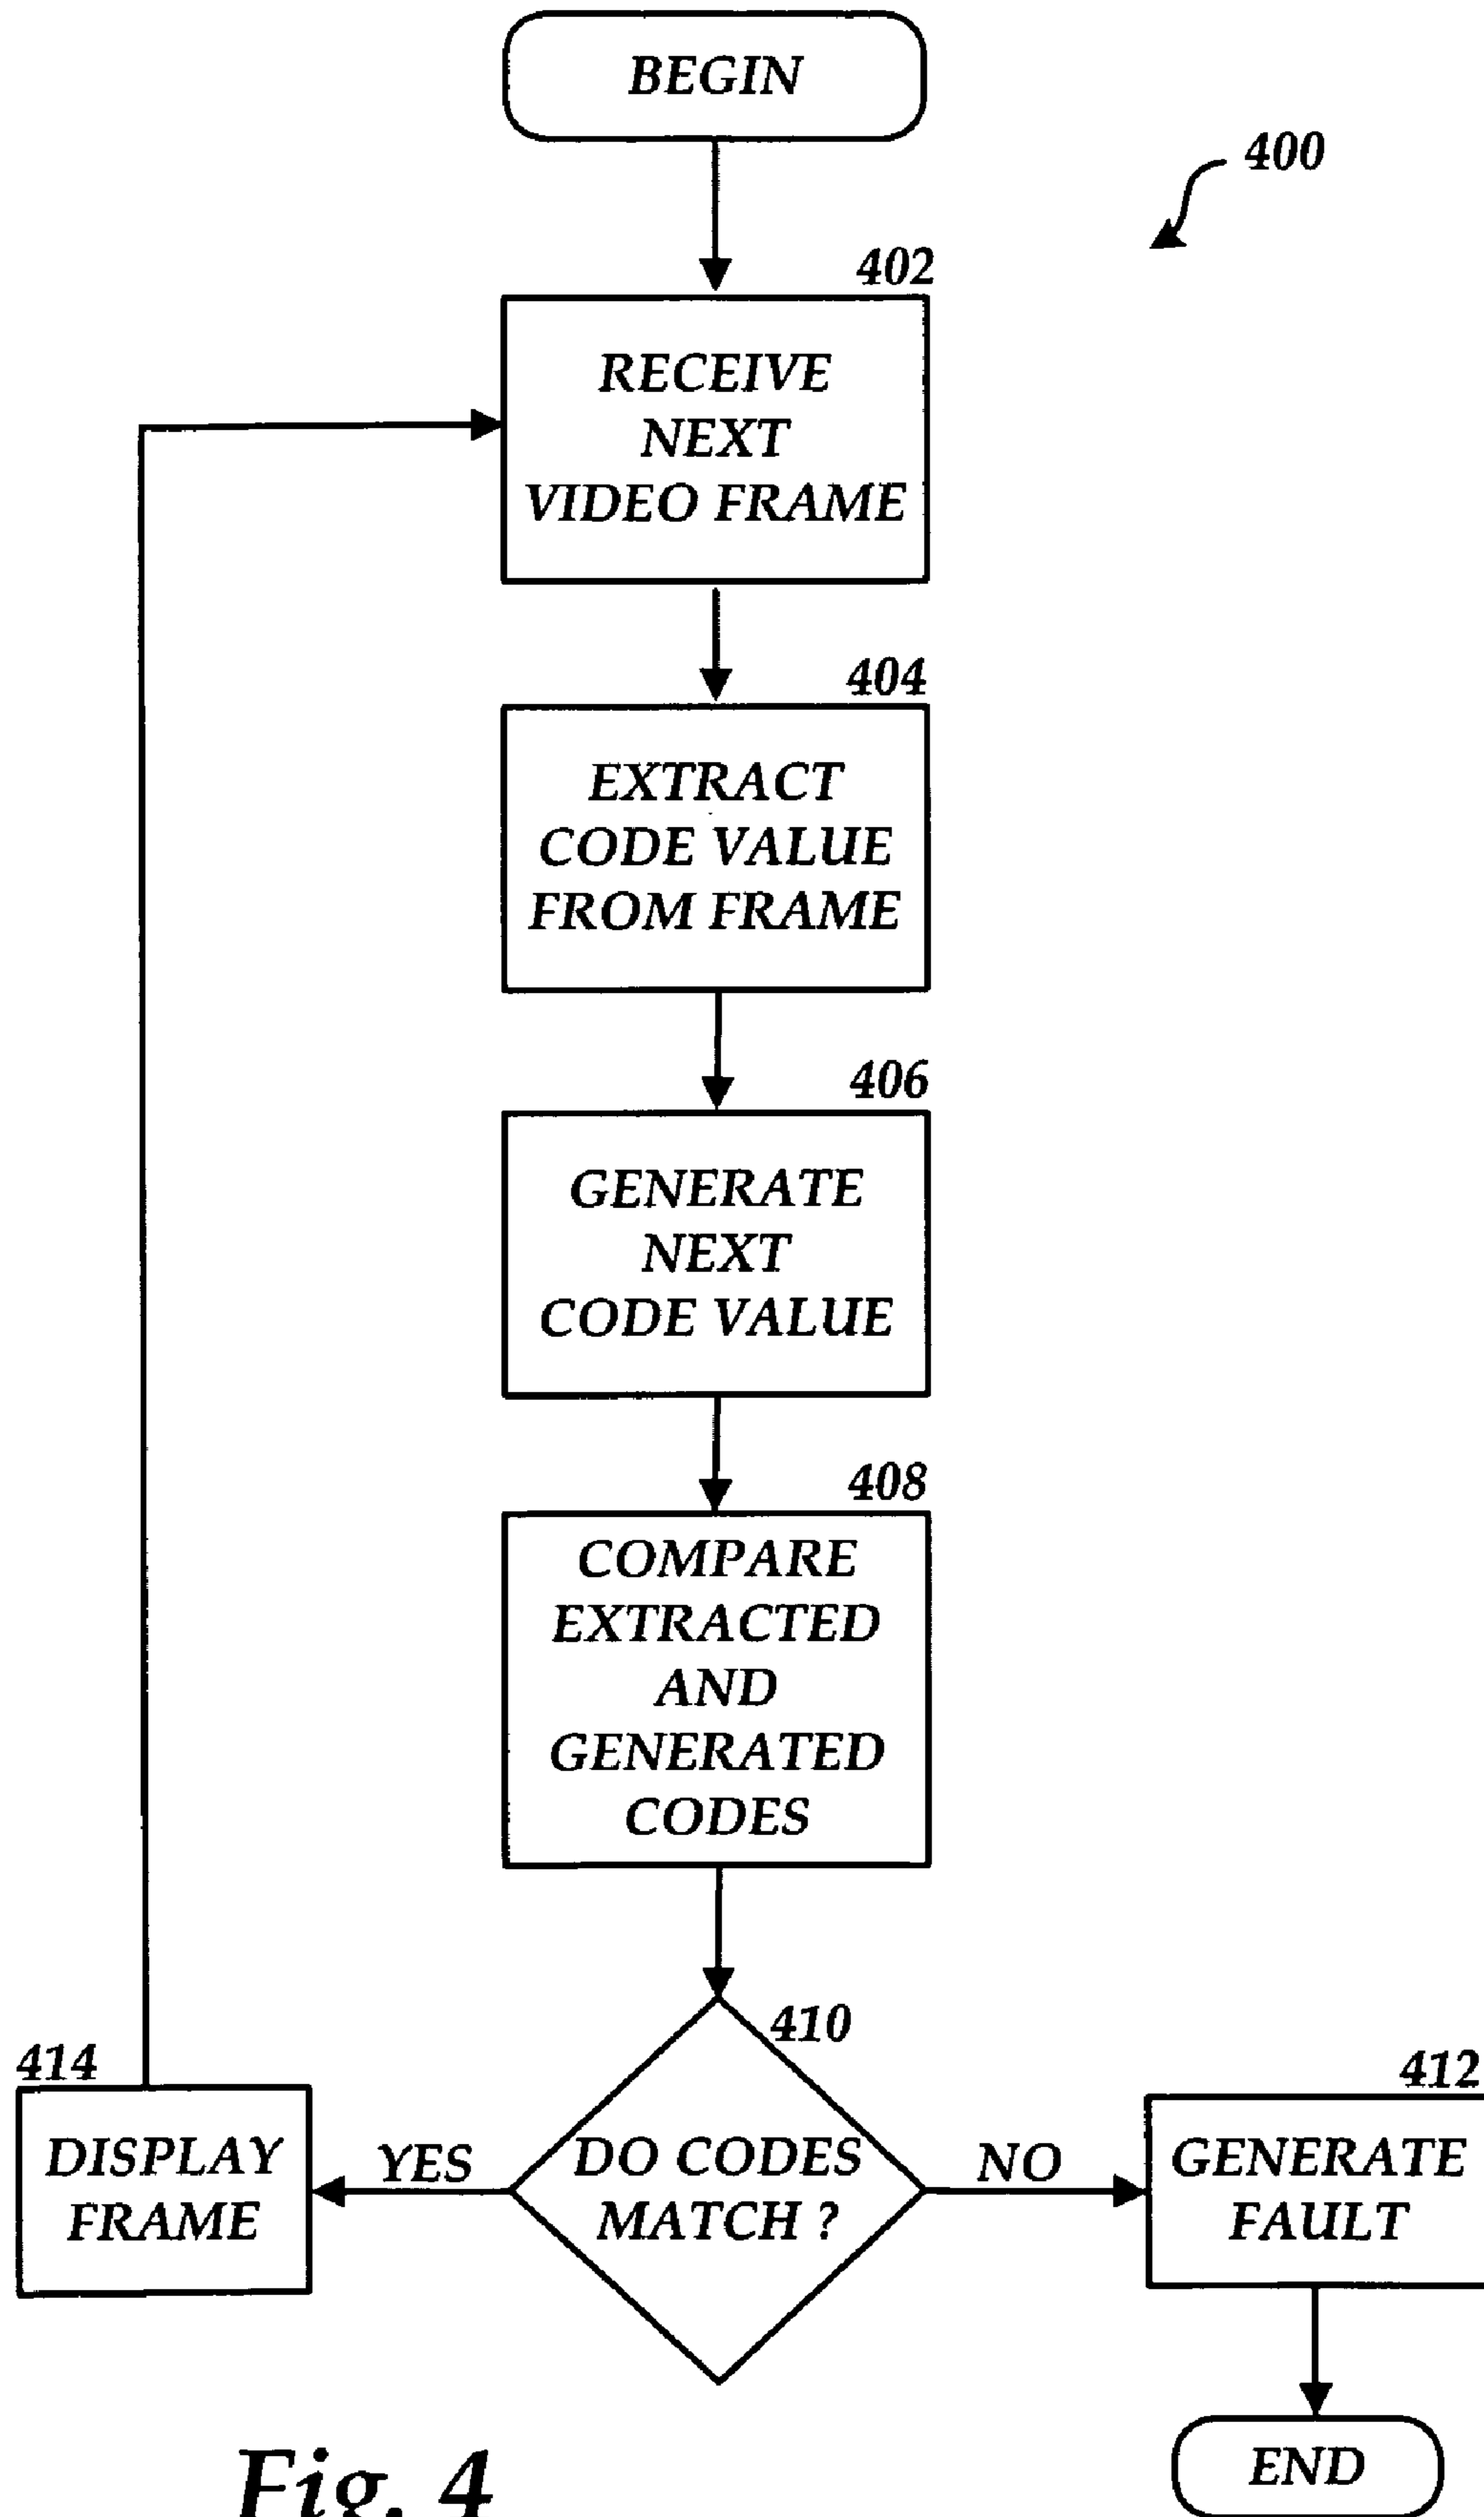 BEGIN
400
402
RECEIVE
NEXT
VIDEO FRAME
404
EXTRACT
CODE VALUE
FROM FRAME
406
GENERATE
NEXT
CODE VALUE
408
COMPARE
EXTRACTED
AND
GENERATED
CODES
410
DO CODES
MATCH ?
YES
NO
414
DISPLAY
FRAME
412
GENERATE
FAULT
END
Fig. 4